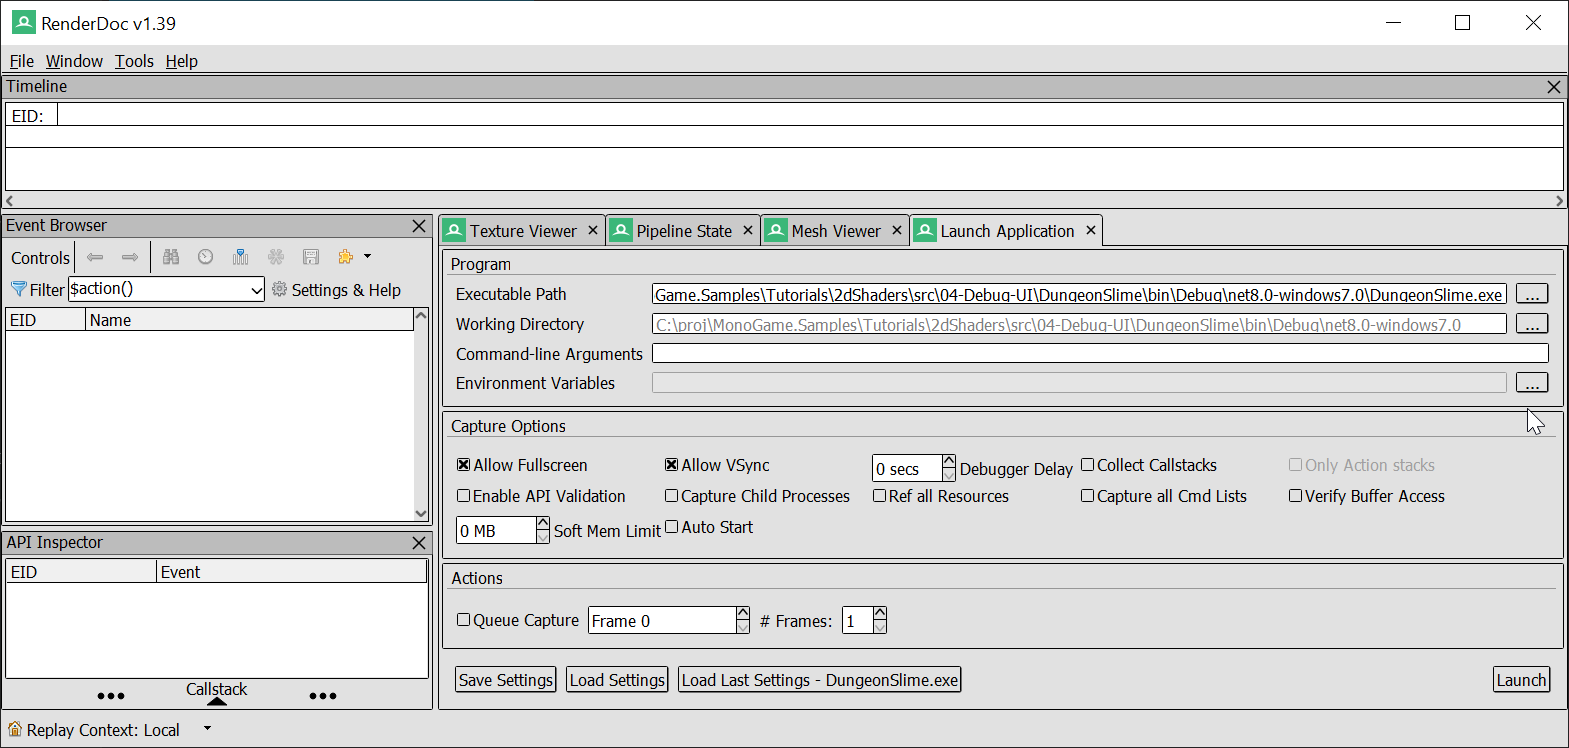 RenderDoc v1.39
File Window Tools Help
Timeline
EID:
Event Browser
Controls
Filter $action() Settings & Help
EID Name
API Inspector
EID Event
Callstack
Texture Viewer Pipeline State Mesh Viewer Launch Application
Program
Executable Path Game.Samples\Tutorials\2dShaders\src\04-Debug-UI\DungeonSlime\bin\Debug\net8.0-windows7.0\DungeonSlime.exe ...
Working Directory C:\proj\MonoGame.Samples\Tutorials\2dShaders\src\04-Debug-UI\DungeonSlime\bin\Debug\net8.0-windows7.0 ...
Command-line Arguments
Environment Variables ...
Capture Options
Allow Fullscreen Allow VSync 0 secs Debugger Delay Collect Callstacks Only Action stacks
Enable API Validation Capture Child Processes Ref all Resources Capture all Cmd Lists Verify Buffer Access
0 MB Soft Mem Limit Auto Start
Actions
Queue Capture Frame 0 # Frames: 1
Save Settings Load Settings Load Last Settings - DungeonSlime.exe Launch
Replay Context: Local